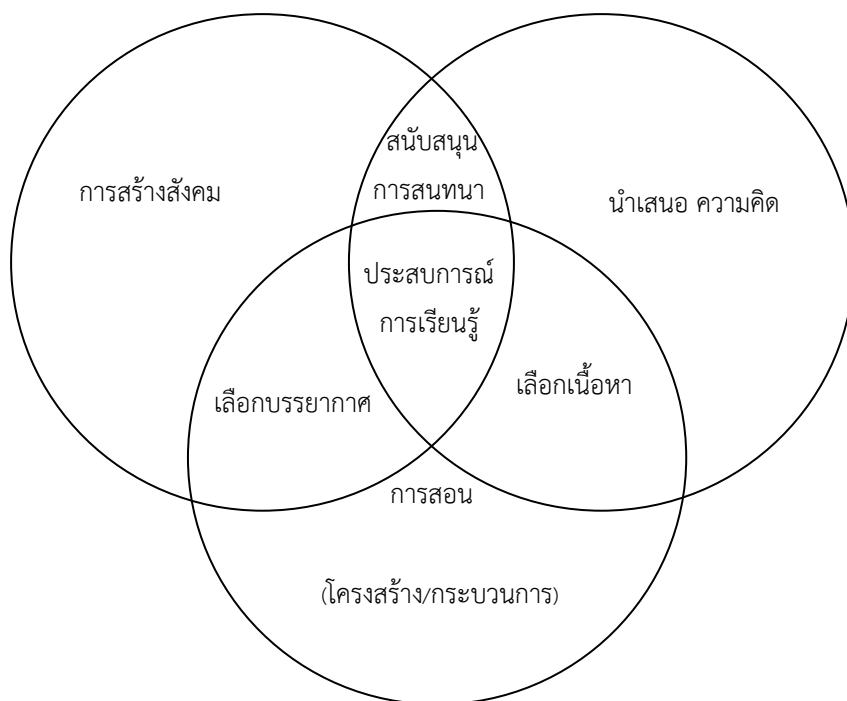 สนับสนุน
การสนทนา
การสร้างสังคม
นำเสนอ ความคิด
ประสบการณ์
การเรียนรู้
เลือกบรรยากาศ
เลือกเนื้อหา
การสอน
(โครงสร้าง/กระบวนการ)